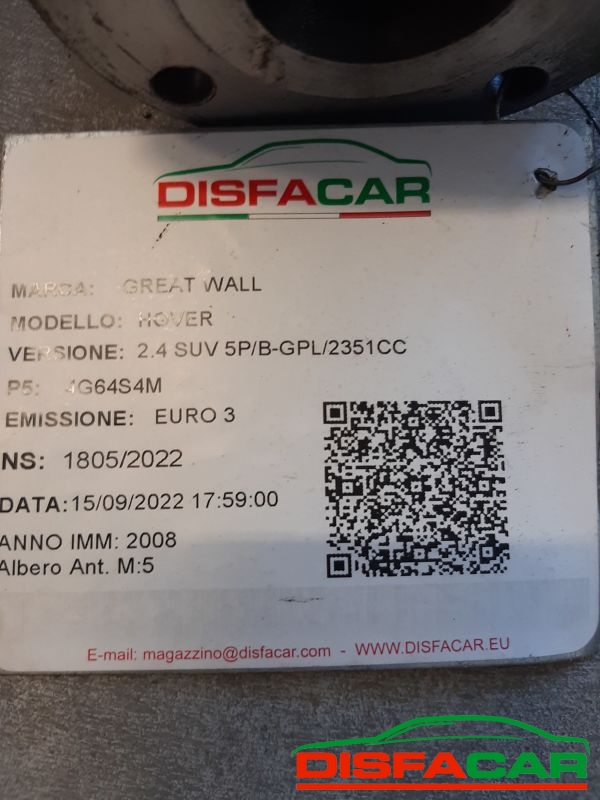 DISFACAR
MARCA: GREAT WALL
MODELLO: HOVER
VERSIONE: 2.4 SUV 5P/B-GPL/2351CC
P5: 4G64S4M
EMISSIONE: EURO 3
NS: 1805/2022
DATA:15/09/2022 17:59:00
ANNO IMM: 2008
Albero Ant. M:5
E-mail: magazzino@disfacar.com - WWW.DISFACAR.EU
DISFACAR